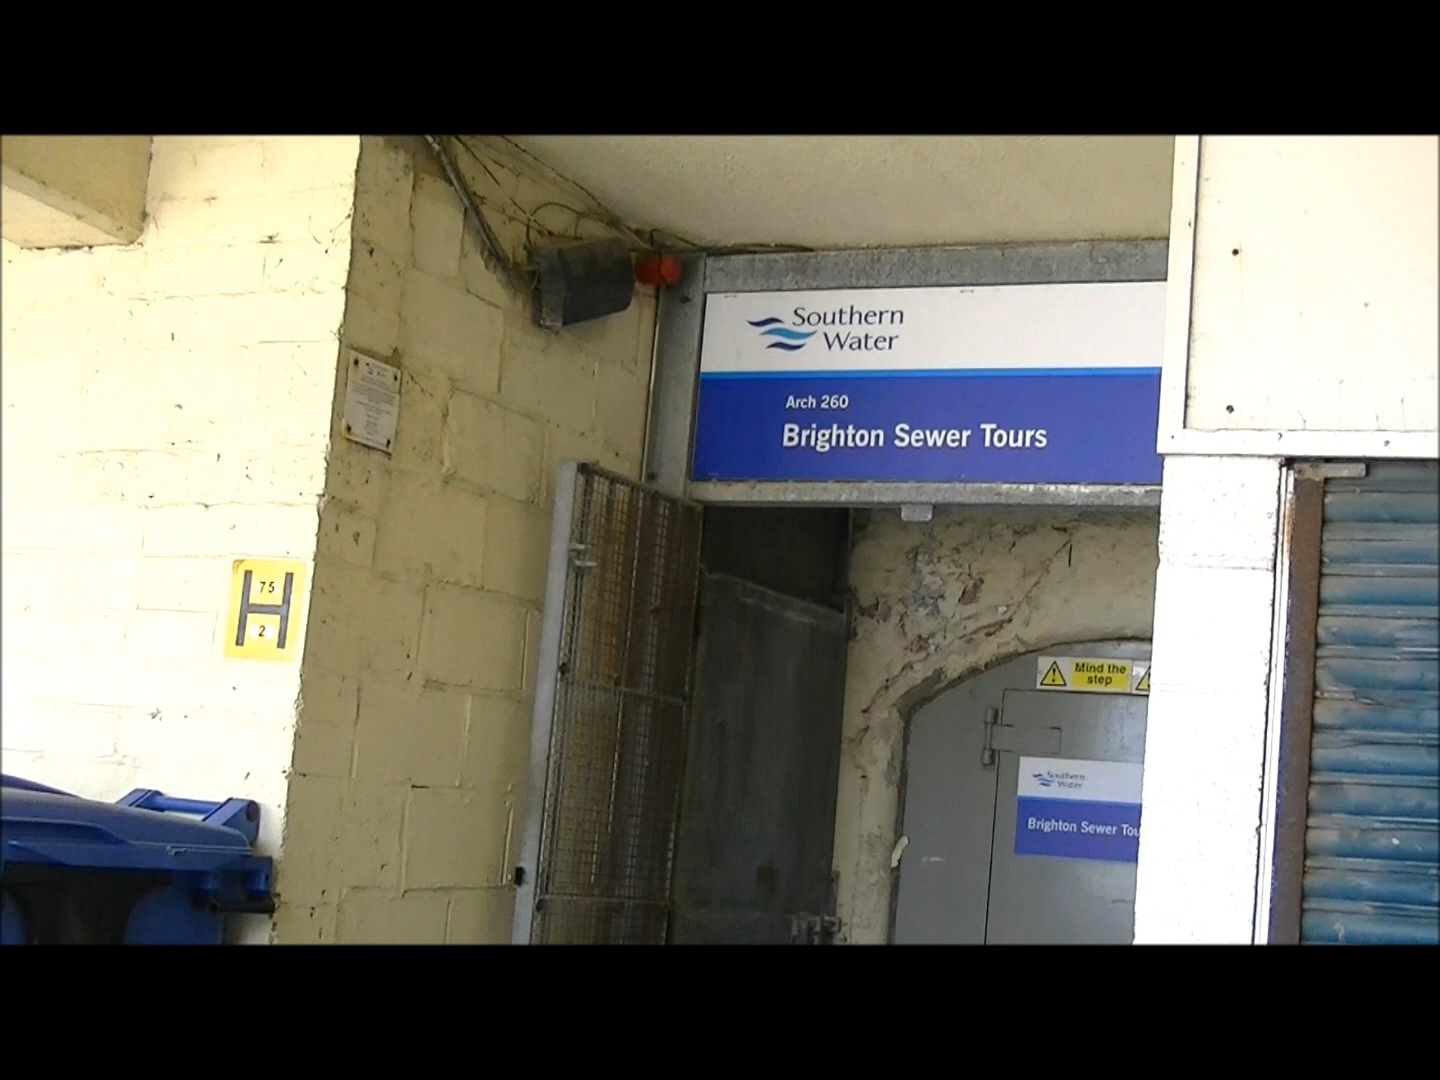 Southern
Water
Arch 260
Brighton Sewer Tours
75
H
2
Mind the
step
Southern
Water
Brighton Sewer Tou